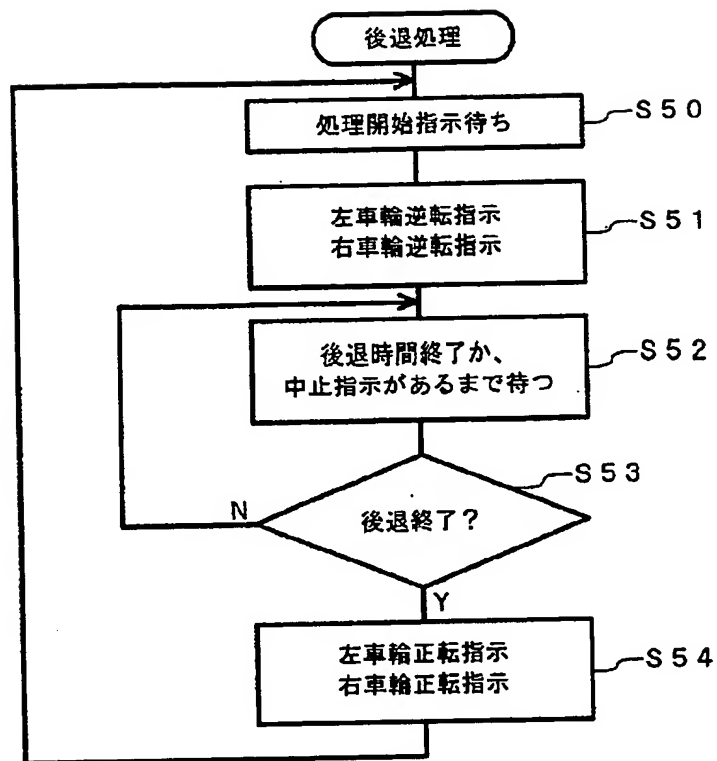 後退処理
処理開始指示待ち
S50
左車輪逆転指示
右車輪逆転指示
S51
後退時間終了か、
中止指示があるまで待つ
S52
S53
後退終了?
N
Y
左車輪正転指示
右車輪正転指示
S54